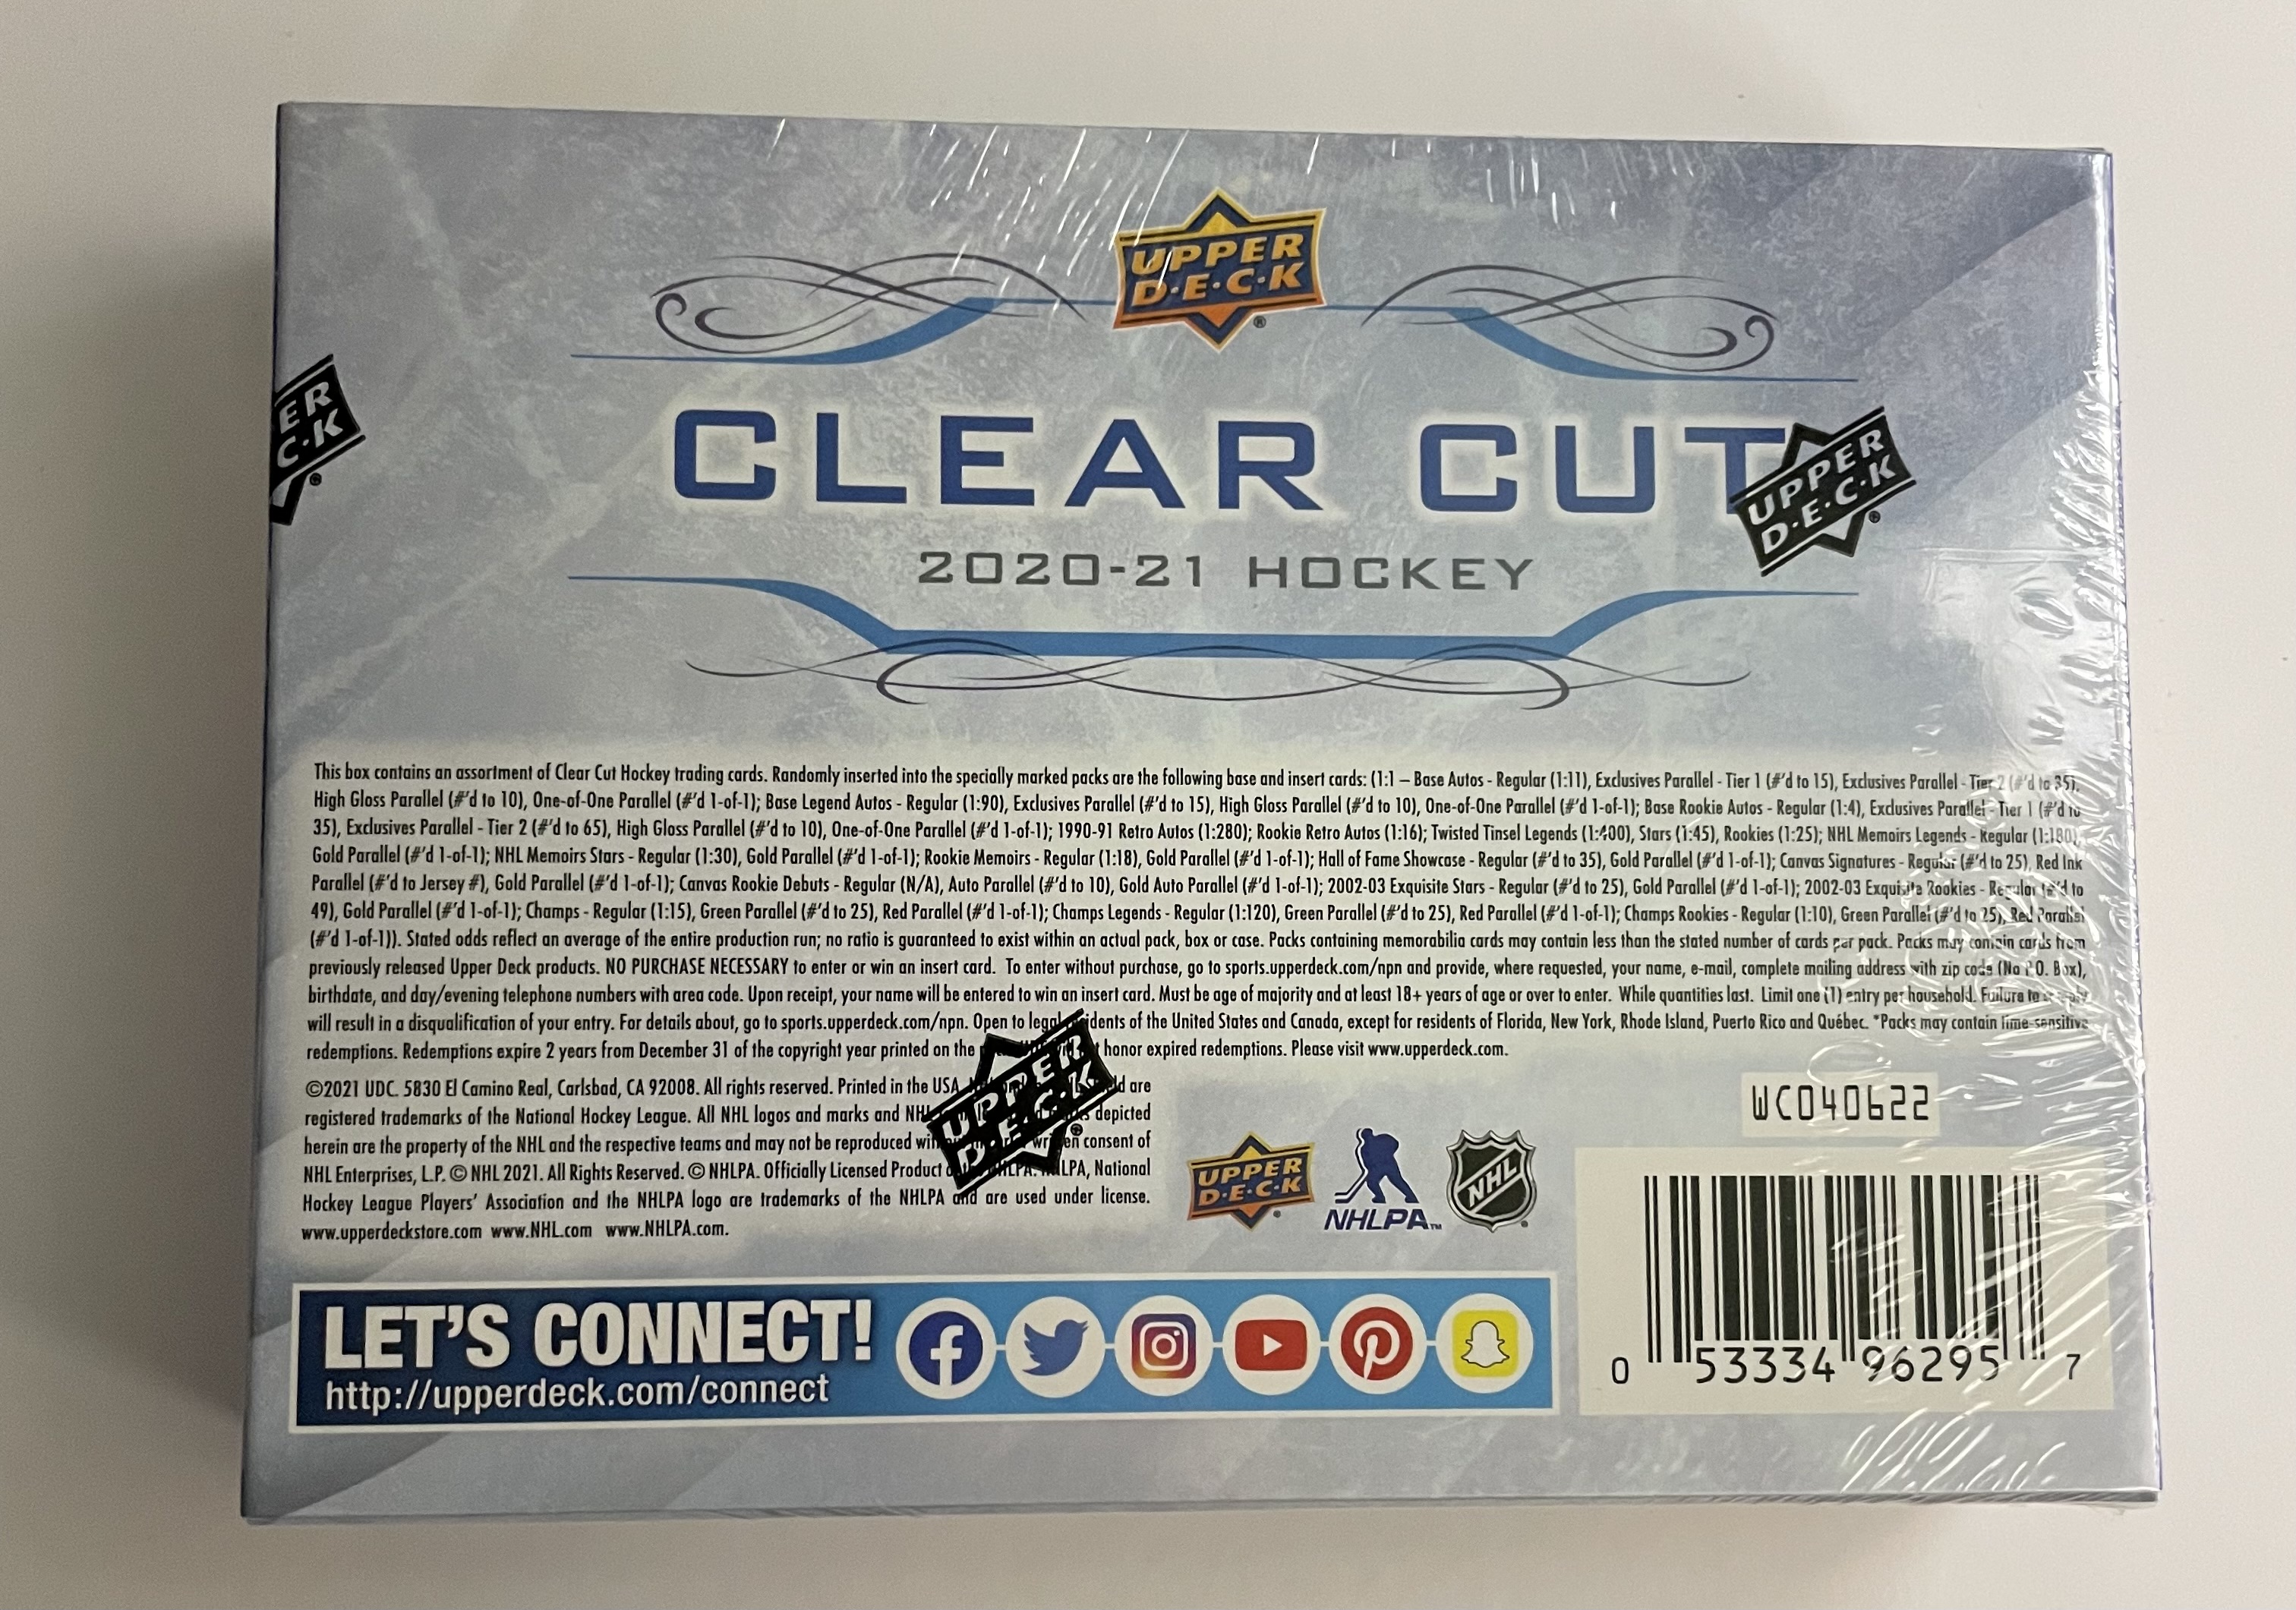 UPPER
D·E·C·K
®
ER
C·K
®
CLEAR CUT
UPPER
D·E·C·K
®
2020-21 HOCKEY
This box contains an assortment of Clear Cut Hockey trading cards. Randomly inserted into the specially marked packs are the following base and insert cards: (1:1 – Base Autos - Regular (1:11), Exclusives Parallel - Tier 1 (#'d to 15), Exclusives Parallel - Tier 2 (#'d to 35),
High Gloss Parallel (#'d to 10), One-of-One Parallel (#'d 1-of-1); Base Legend Autos - Regular (1:90), Exclusives Parallel (#'d to 15), High Gloss Parallel (#'d to 10), One-of-One Parallel (#'d 1-of-1); Base Rookie Autos - Regular (1:4), Exclusives Parallel - Tier 1 (#'d to
35), Exclusives Parallel - Tier 2 (#'d to 65), High Gloss Parallel (#'d to 10), One-of-One Parallel (#'d 1-of-1); 1990-91 Retro Autos (1:280); Rookie Retro Autos (1:16); Twisted Tinsel Legends (1:400), Stars (1:45), Rookies (1:25); NHL Memoirs Legends - Regular (1:180),
Gold Parallel (#'d 1-of-1); NHL Memoirs Stars - Regular (1:30), Gold Parallel (#'d 1-of-1); Rookie Memoirs - Regular (1:18), Gold Parallel (#'d 1-of-1); Hall of Fame Showcase - Regular (#'d to 35), Gold Parallel (#'d 1-of-1); Canvas Signatures - Regular (#'d to 25), Red Ink
Parallel (#'d to Jersey #), Gold Parallel (#'d 1-of-1); Canvas Rookie Debuts - Regular (N/A), Auto Parallel (#'d to 10), Gold Auto Parallel (#'d 1-of-1); 2002-03 Exquisite Stars - Regular (#'d to 25), Gold Parallel (#'d 1-of-1); 2002-03 Exquisite Rookies - Regular (#'d to
49), Gold Parallel (#'d 1-of-1); Champs - Regular (1:15), Green Parallel (#'d to 25), Red Parallel (#'d 1-of-1); Champs Legends - Regular (1:120), Green Parallel (#'d to 25), Red Parallel (#'d 1-of-1); Champs Rookies - Regular (1:10), Green Parallel (#'d to 25), Red Parallel
(#'d 1-of-1)). Stated odds reflect an average of the entire production run; no ratio is guaranteed to exist within an actual pack, box or case. Packs containing memorabilia cards may contain less than the stated number of cards per pack. Packs may contain cards from
previously released Upper Deck products. NO PURCHASE NECESSARY to enter or win an insert card. To enter without purchase, go to sports.upperdeck.com/npn and provide, where requested, your name, e-mail, complete mailing address with zip code (No P.O. Box),
birthdate, and day/evening telephone numbers with area code. Upon receipt, your name will be entered to win an insert card. Must be age of majority and at least 18+ years of age or over to enter. While quantities last. Limit one (1) entry per household. Failure to
will result in a disqualification of your entry. For details about, go to sports.upperdeck.com/npn. Open to legal residents of the United States and Canada, except for residents of Florida, New York, Rhode Island, Puerto Rico and Québec. *Packs may contain time-sensitive
redemptions. Redemptions expire 2 years from December 31 of the copyright year printed on the honor expired redemptions. Please visit www.upperdeck.com.
©2021 UDC. 5830 El Camino Real, Carlsbad, CA 92008. All rights reserved. Printed in the USA. are
registered trademarks of the National Hockey League. All NHL logos and marks and NHL depicted
herein are the property of the NHL and the respective teams and may not be reproduced written consent of
NHL Enterprises, L.P. © NHL 2021. All Rights Reserved. © NHLPA. Officially Licensed Product NHLPA. NHLPA, National
Hockey League Players' Association and the NHLPA logo are trademarks of the NHLPA and are used under license.
www.upperdeckstore.com www.NHL.com www.NHLPA.com.
UPPER
D·E·C·K
®
WC040622
UPPER
D·E·C·K
NHLPA™
NHL
LET'S CONNECT!
http://upperdeck.com/connect
0 53334 96295 7